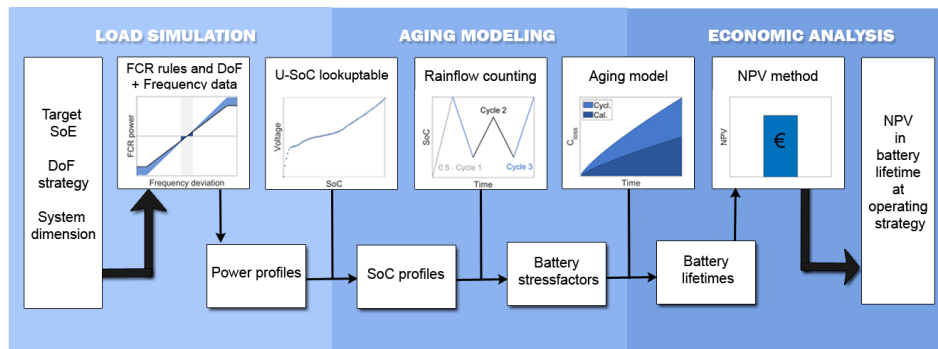 LOAD SIMULATION
AGING MODELING
ECONOMIC ANALYSIS
Target
SoE
DoF
strategy
System
dimension
FCR rules and DoF
+ Frequency data
FCR power
Frequency deviation
U-SoC lookuptable
Voltage
SoC
Rainflow counting
SoC
Cycle 2
0.5 - Cycle 1
Cycle 3
Time
Aging model
Closs
Cycl.
Cal.
Time
NPV method
NPV
€
NPV
in
battery
lifetime
at
operating
strategy
Power profiles
SoC profiles
Battery
stressfactors
Battery
lifetimes